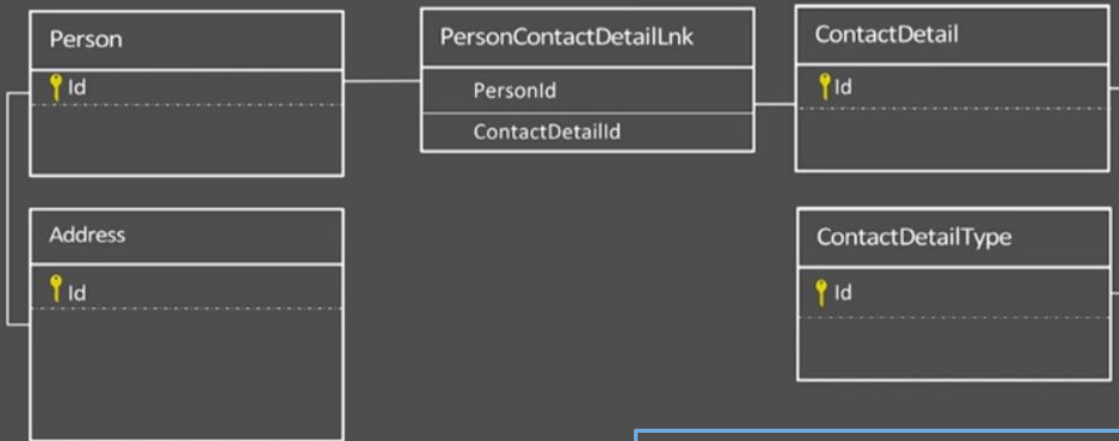 Person
Id
PersonContactDetailLnk
PersonId
ContactDetailId
ContactDetail
Id
Address
Id
ContactDetailType
Id